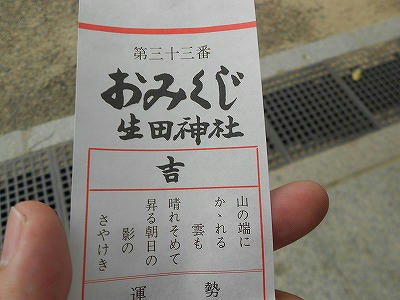 第三十三番
おみくじ
生田神社
吉
山の端に
かゝれる
雲も
晴れそめて
昇る朝日の
影の
さやけき
運勢